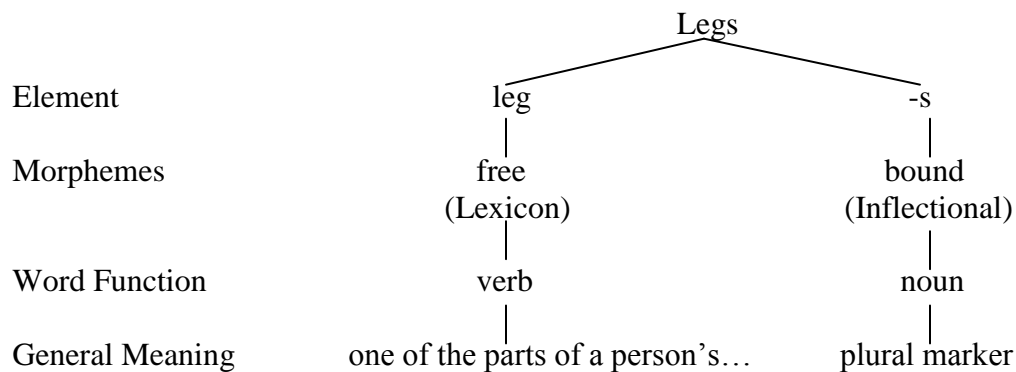 Legs
Element leg -s
Morphemes free bound
(Lexicon) (Inflectional)
Word Function verb noun
General Meaning one of the parts of a person’s… plural marker